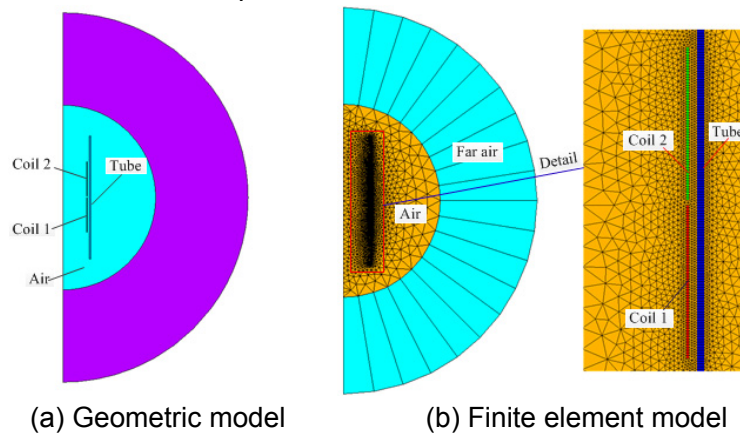 Coil 2
Tube
Coil 1
Air
(a) Geometric model
Far air
Air
Detail
Coil 2
Tube
Coil 1
(b) Finite element model